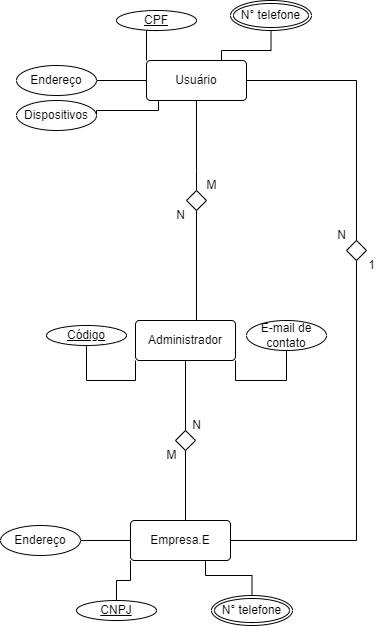 CPF
N° telefone
Endereço
Usuário
Dispositivos
M
N
N
1
Código
Administrador
E-mail de
contato
N
M
Endereço
Empresa.E
CNPJ
N° telefone